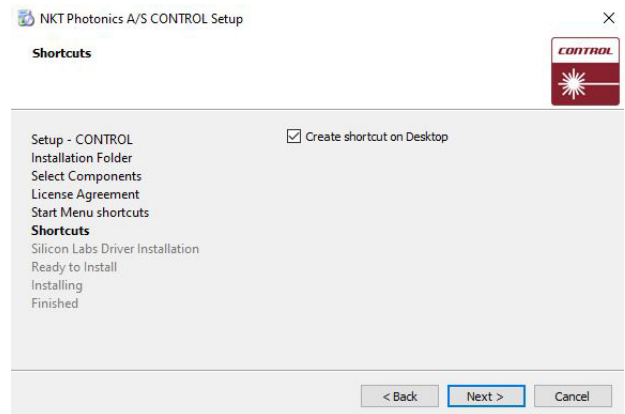 NKT Photonics A/S CONTROL Setup
Shortcuts
CONTROL
Setup - CONTROL
Installation Folder
Select Components
License Agreement
Start Menu shortcuts
Shortcuts
Silicon Labs Driver Installation
Ready to Install
Installing
Finished
Create shortcut on Desktop
< Back
Next >
Cancel